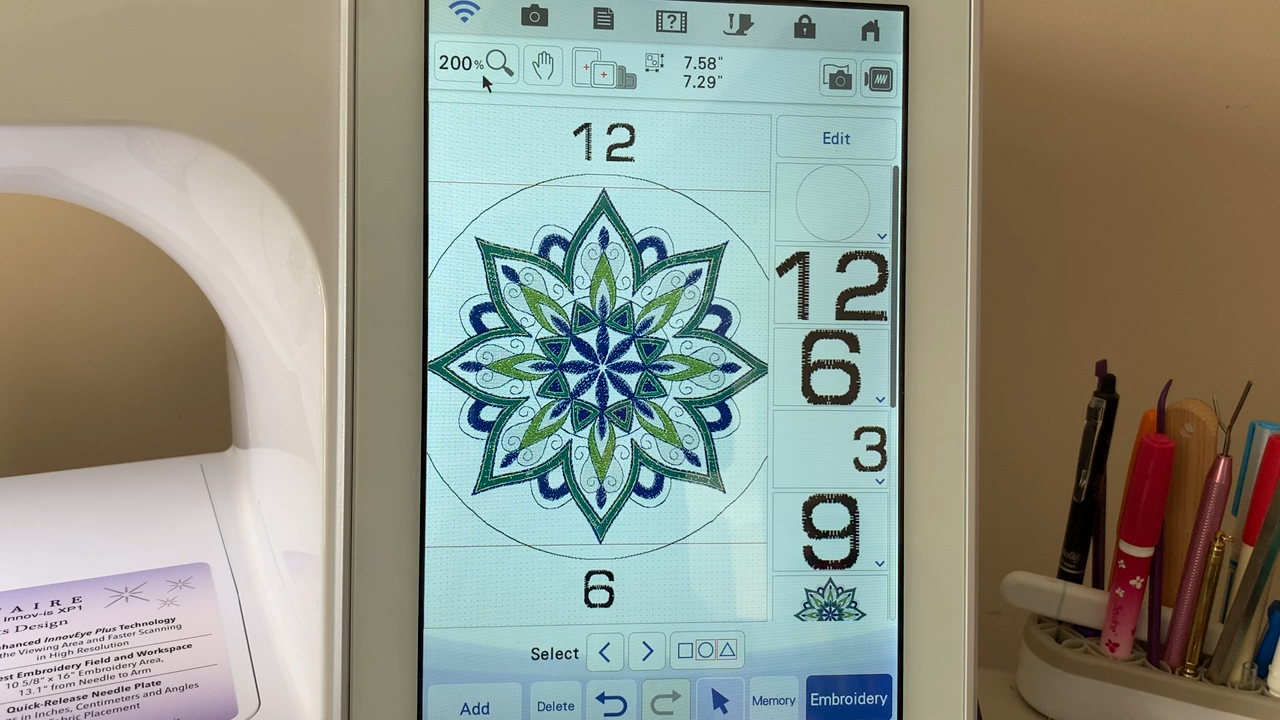 200%
7.58"
7.29"
12
Edit
12
6
3
9
6
Select
Add
Delete
Memory
Embroidery
AIRE
Innov-is XP1
s Design
nhanced InnovEye Plus Technology
the Viewing Area and Faster Scanning
in High Resolution
est Embroidery Field and Workspace
10 5/8" x 16" Embroidery Area,
13.1" from Needle to Arm
Quick-Release Needle Plate
s in Inches, Centimeters and Angles
bric Placement